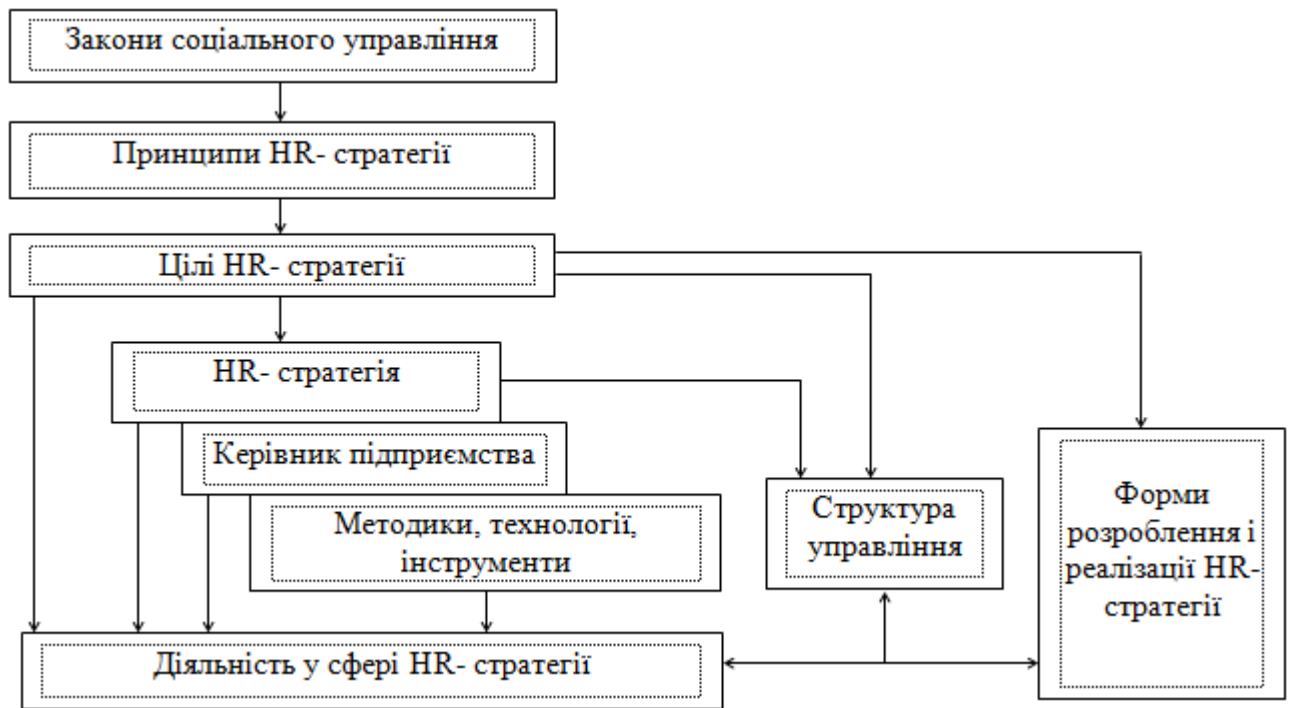 Закони соціального управління
Принципи HR- стратегії
Цілі HR- стратегії
HR- стратегія
Керівник підприємства
Методики, технології,
інструменти
Структура
управління
Форми
розроблення і
реалізації HR-
стратегії
Діяльність у сфері HR- стратегії